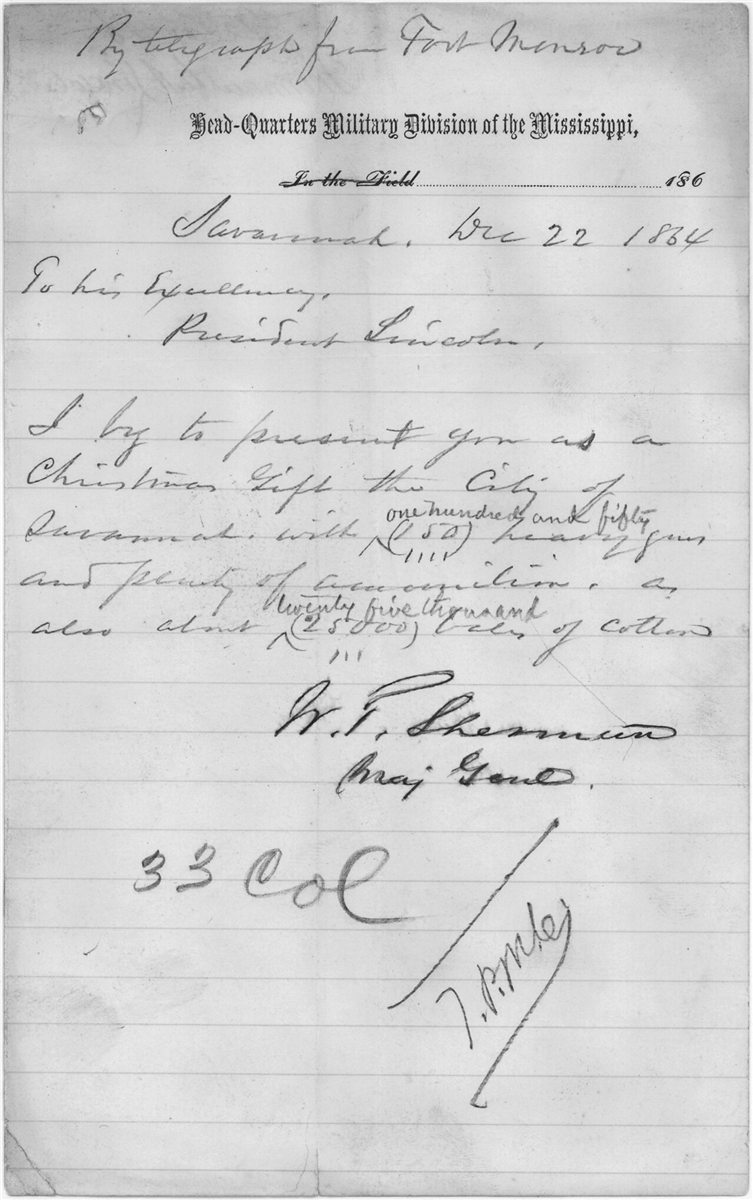 By telegraph from Fort Monroe
Head-Quarters Military Division of the Mississippi,
In the Field 186
Savannah, Dec 22 1864
To his Excellency,
President Lincoln,
I beg to present you as a
Christmas Gift the City of
one hundred and fifty
Savannah. with (150) heavy guns
and plenty of ammunition. as
twenty five thousand
also about (25000) bales of cotton
W. T. Sherman
Maj Genl.
33 Col